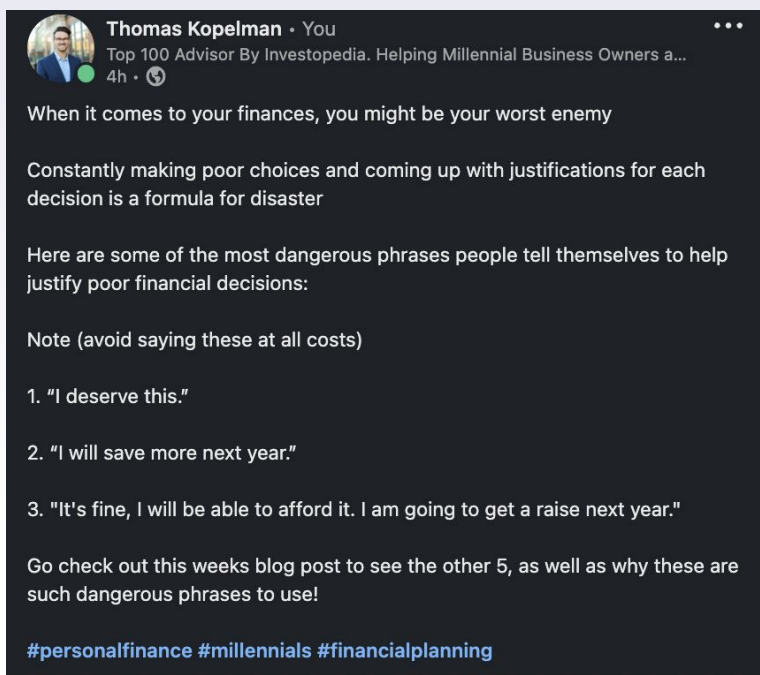 Thomas Kopelman • You
Top 100 Advisor By Investopedia. Helping Millennial Business Owners a...
4h •
When it comes to your finances, you might be your worst enemy
Constantly making poor choices and coming up with justifications for each
decision is a formula for disaster
Here are some of the most dangerous phrases people tell themselves to help
justify poor financial decisions:
Note (avoid saying these at all costs)
1. “I deserve this.”
2. “I will save more next year.”
3. "It's fine, I will be able to afford it. I am going to get a raise next year."
Go check out this weeks blog post to see the other 5, as well as why these are
such dangerous phrases to use!
#personalfinance #millennials #financialplanning